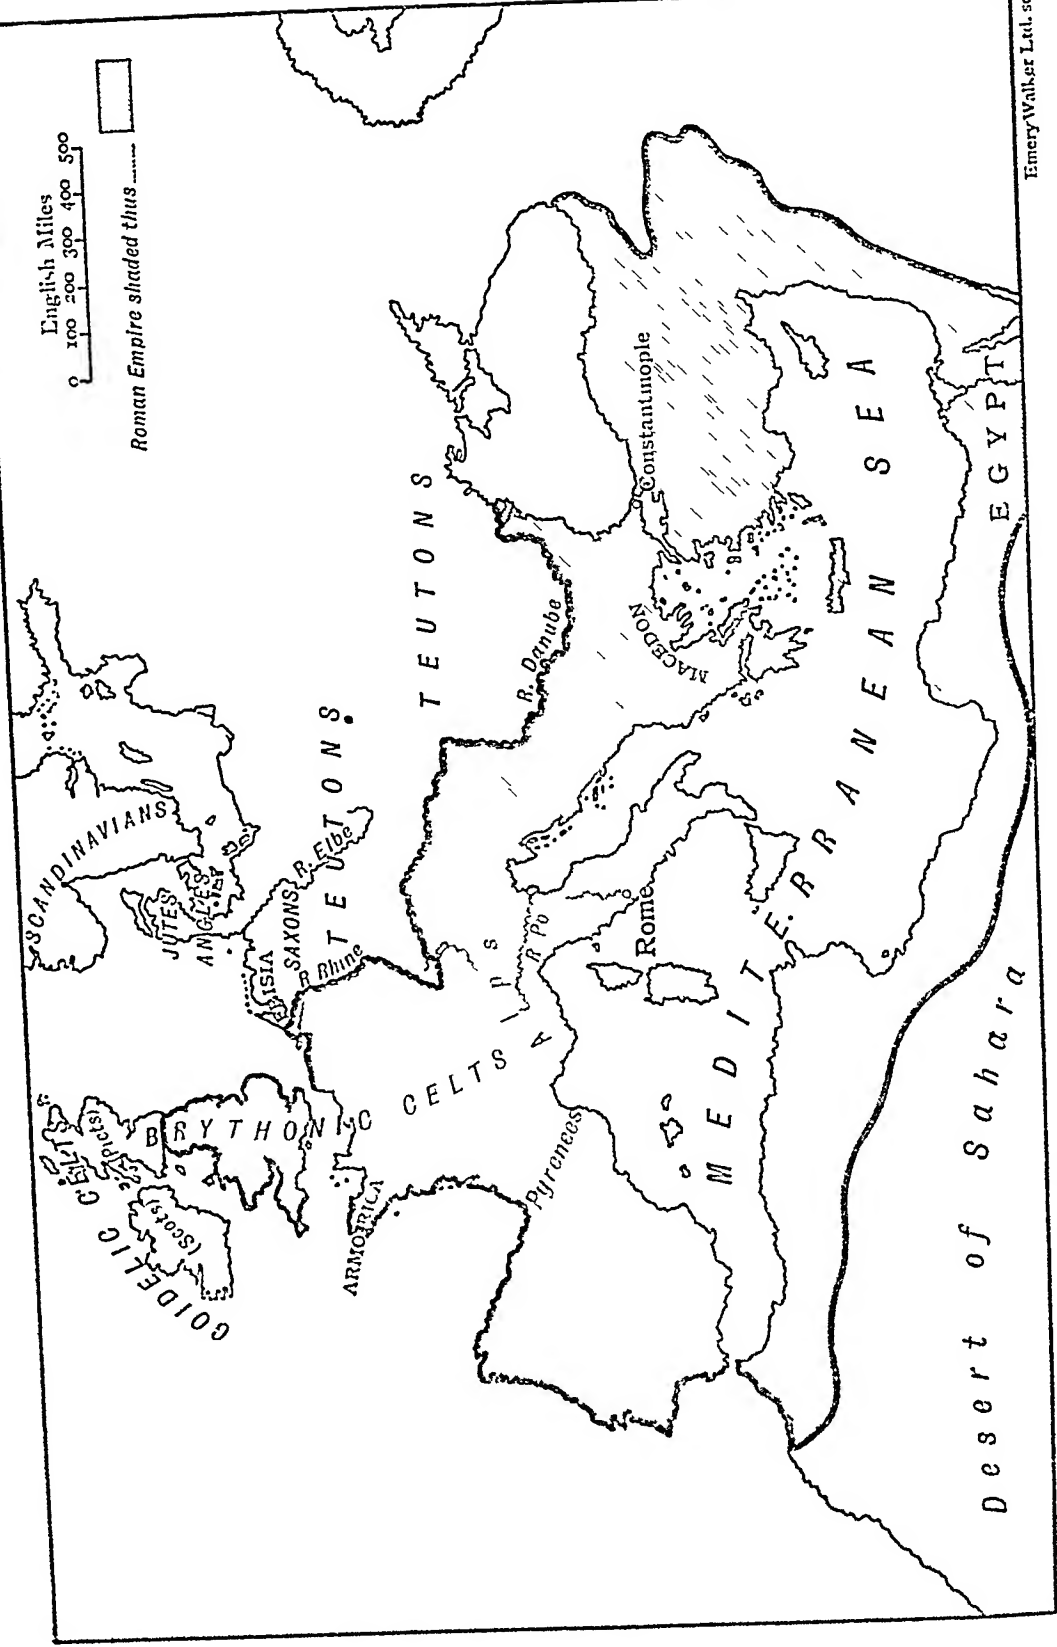 English Miles
0 100 200 300 400 500
Roman Empire shaded thus
SCANDINAVIANS
JUTES
ANGLES
SAXONS
R. Elbe
TEUTONS
R. Rhine
GOIDELIC CELTS
(Picts)
(Scots)
BRYTHONIC CELTS
ARMORICA
TEUTONS
R. Danube
Alps
R Po
Pyrenees
Rome
MACEDON
Constantinople
MEDITERRANEAN SEA
EGYPT
Desert of Sahara
Emery Walker Ltd. sc